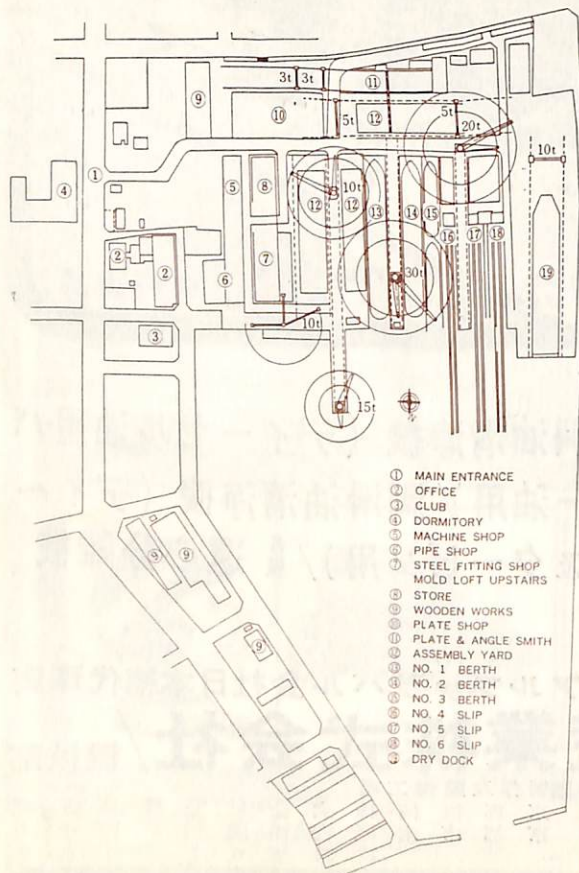 3t 3t
⑨
⑪
⑩
5t
⑫
5t
20t
10t
④
①
⑤
⑧
10t
⑫
⑫
⑬
⑭
⑮
⑯
⑰
⑱
②
②
⑦
⑥
30t
⑲
③
10t
15t
⑨
⑨
⑨
① MAIN ENTRANCE
② OFFICE
③ CLUB
④ DORMITORY
⑤ MACHINE SHOP
⑥ PIPE SHOP
⑦ STEEL FITTING SHOP
MOLD LOFT UPSTAIRS
⑧ STORE
⑨ WOODEN WORKS
⑩ PLATE SHOP
⑪ PLATE & ANGLE SMITH
⑫ ASSEMBLY YARD
⑬ NO. 1 BERTH
⑭ NO. 2 BERTH
⑮ NO. 3 BERTH
⑯ NO. 4 SLIP
⑰ NO. 5 SLIP
⑱ NO. 6 SLIP
⑲ DRY DOCK